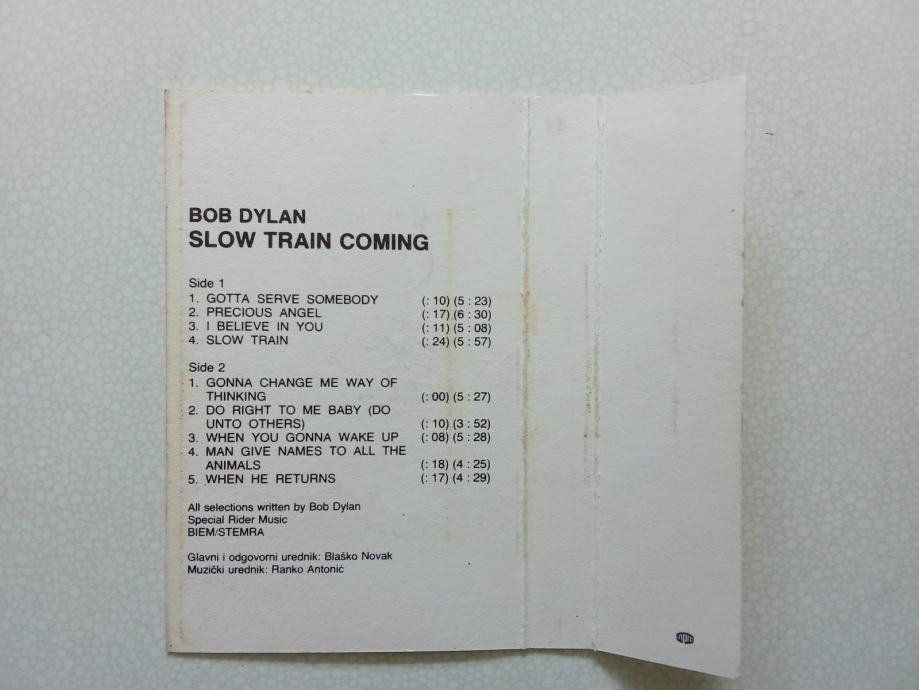 BOB DYLAN
SLOW TRAIN COMING
Side 1
1. GOTTA SERVE SOMEBODY (: 10) (5 : 23)
2. PRECIOUS ANGEL (: 17) (6 : 30)
3. I BELIEVE IN YOU (: 11) (5 : 08)
4. SLOW TRAIN (: 24) (5 : 57)
Side 2
1. GONNA CHANGE ME WAY OF
THINKING (: 00) (5 : 27)
2. DO RIGHT TO ME BABY (DO
UNTO OTHERS) (: 10) (3 : 52)
3. WHEN YOU GONNA WAKE UP (: 08) (5 : 28)
4. MAN GIVE NAMES TO ALL THE
ANIMALS (: 18) (4 : 25)
5. WHEN HE RETURNS (: 17) (4 : 29)
All selections written by Bob Dylan
Special Rider Music
BIEM/STEMRA
Glavni i odgovorni urednik: Blaško Novak
Muzički urednik: Ranko Antonić